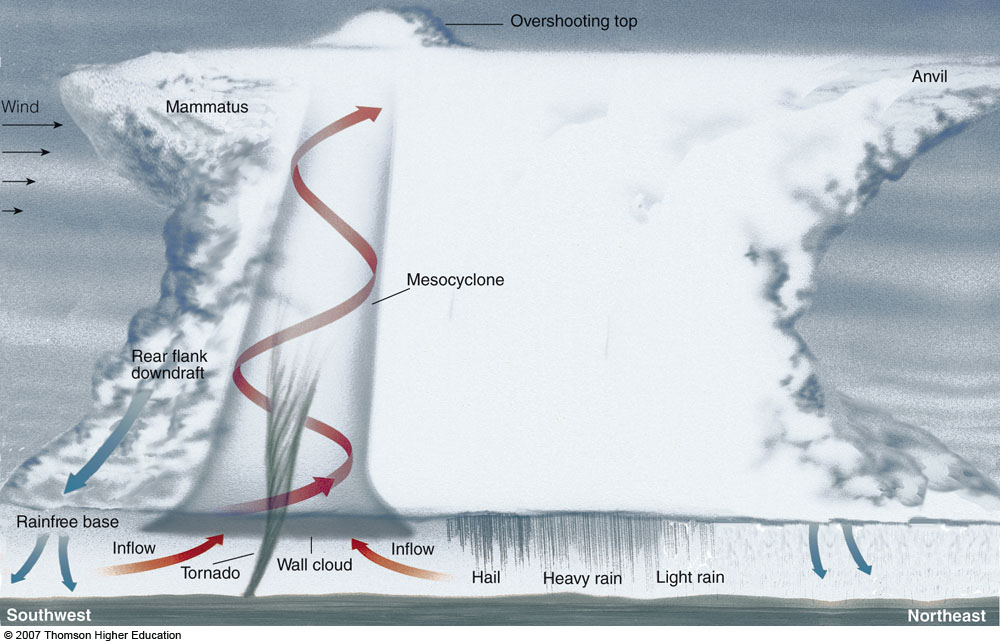 Overshooting top
Anvil
Wind
Mammatus
Mesocyclone
Rear flank
downdraft
Rainfree base
Inflow
Tornado
Wall cloud
Inflow
Hail
Heavy rain
Light rain
Southwest
Northeast
© 2007 Thomson Higher Education